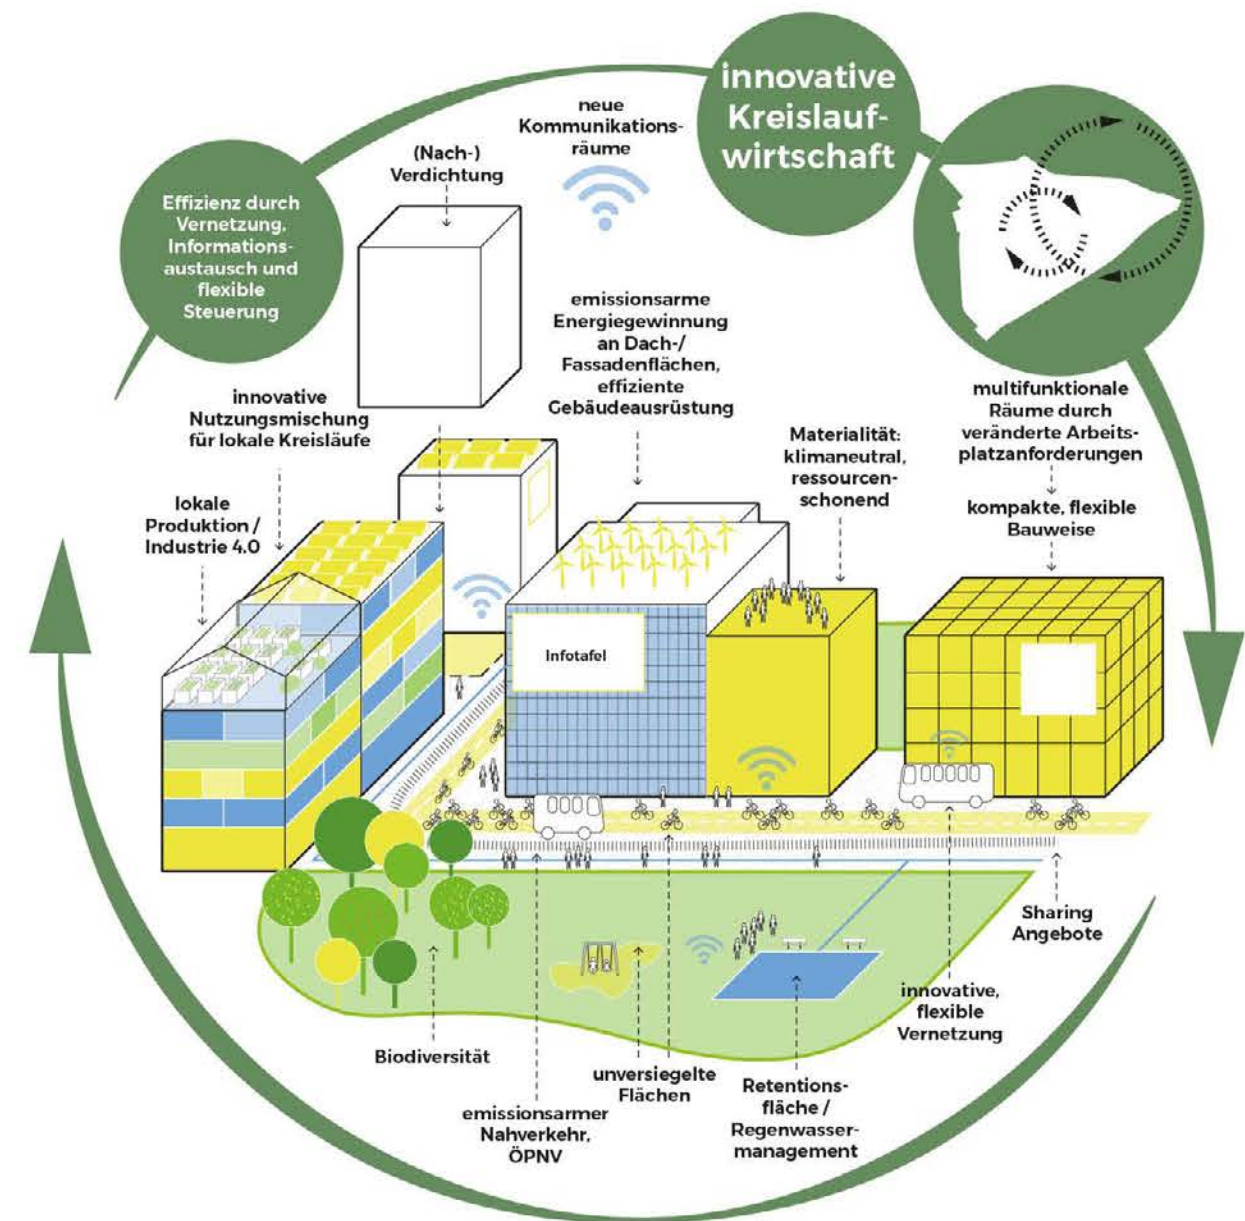 innovative
Kreislauf-
wirtschaft
neue
Kommunikations-
räume
(Nach-)
Verdichtung
Effizienz durch
Vernetzung,
Informations-
austausch und
flexible
Steuerung
emissionsarme
Energiegewinnung
an Dach-/
Fassadenflächen,
effiziente
Gebäudeausrüstung
innovative
Nutzungsmischung
für lokale Kreisläufe
multifunktionale
Räume durch
veränderte Arbeits-
platzanforderungen
Materialität:
klimaneutral,
ressourcen-
schonend
lokale
Produktion /
Industrie 4.0
kompakte, flexible
Bauweise
Infotafel
Sharing
Angebote
innovative,
flexible
Vernetzung
Biodiversität
unversiegelte
Flächen
Retentions-
fläche /
Regenwasser-
management
emissionsarmer
Nahverkehr,
ÖPNV